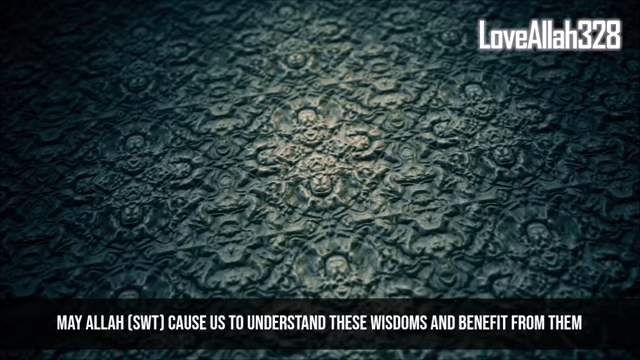 LoveAllah328
MAY ALLAH (SWT) CAUSE US TO UNDERSTAND THESE WISDOMS AND BENEFIT FROM THEM